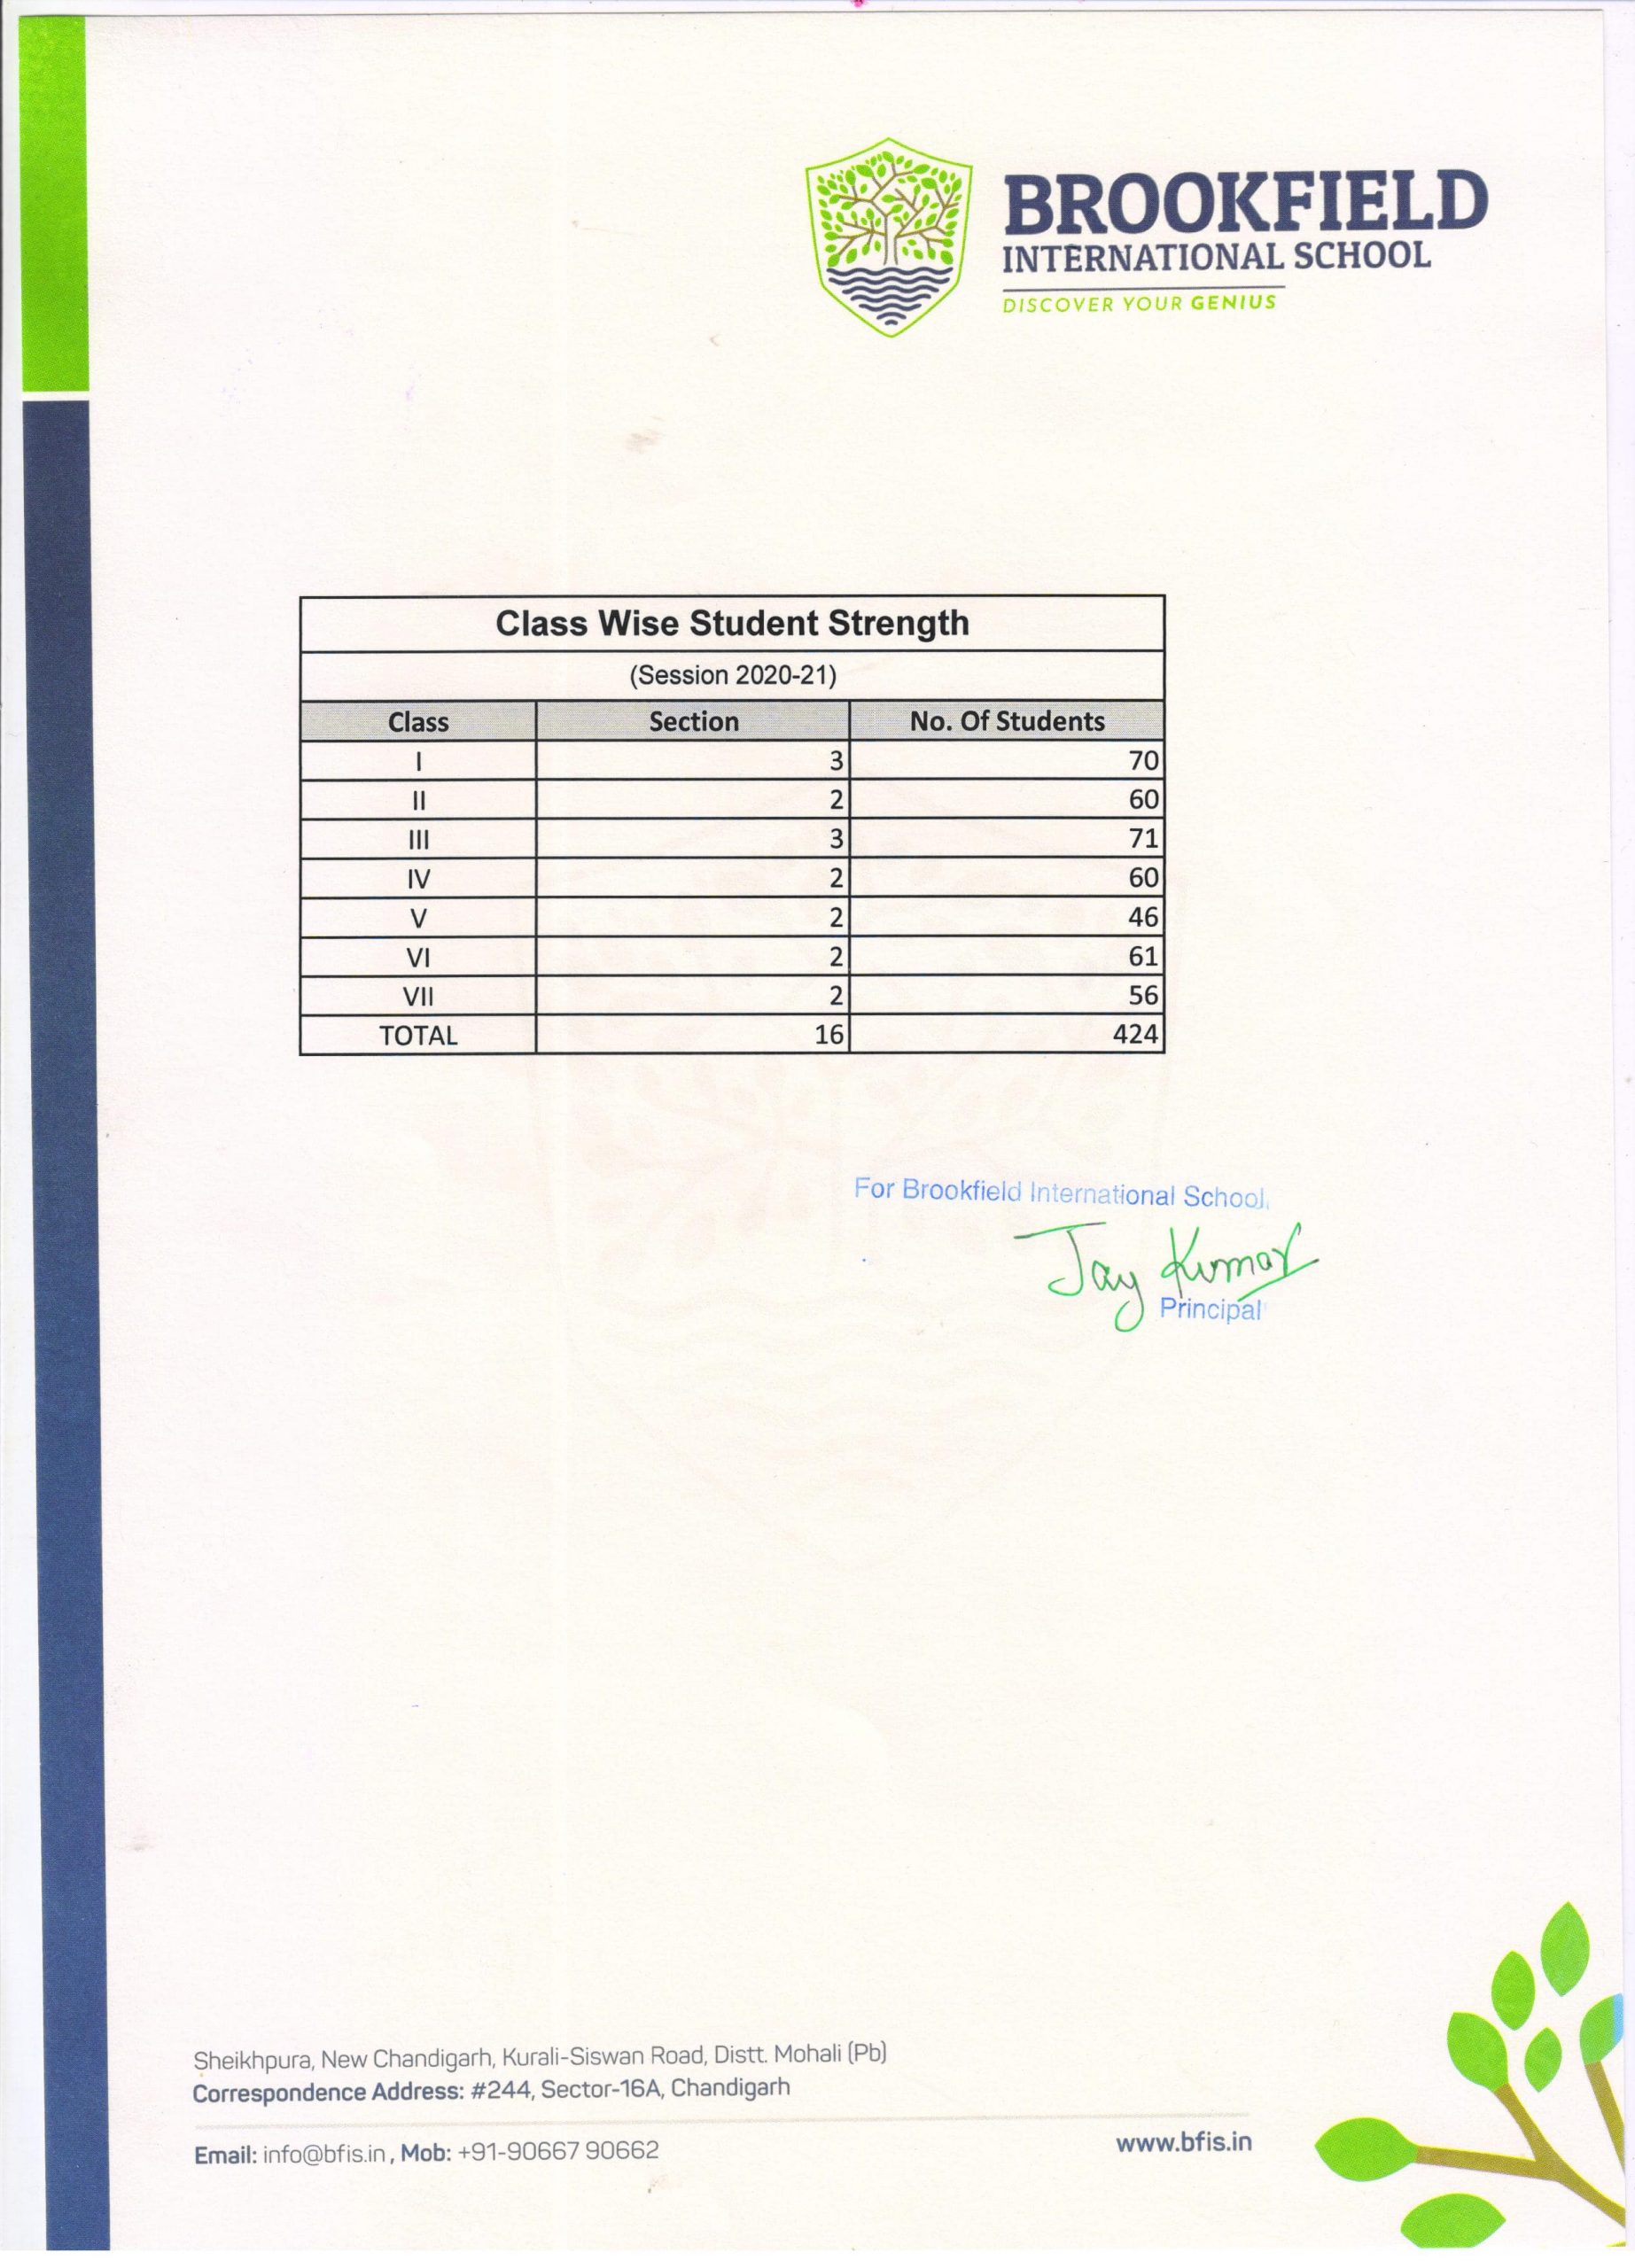 BROOKFIELD
INTERNATIONAL SCHOOL
DISCOVER YOUR GENIUS
Class Wise Student Strength
(Session 2020-21)
Class Section No. Of Students
I 3 70
II 2 60
III 3 71
IV 2 60
V 2 46
VI 2 61
VII 2 56
TOTAL 16 424
For Brookfield International School,
Jay Kumar
Principal
Sheikhpura, New Chandigarh, Kurali-Siswan Road, Distt. Mohali (Pb)
Correspondence Address: #244, Sector-16A, Chandigarh
Email: info@bfis.in, Mob: +91-90667 90662
www.bfis.in